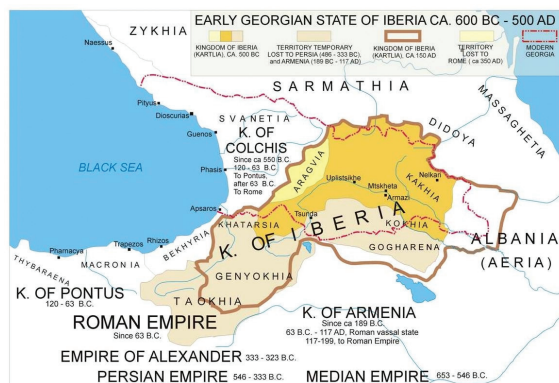 EARLY GEORGIAN STATE OF IBERIA CA. 600 BC - 500 AD
KINGDOM OF IBERIA
(KARTLIA), CA. 500 BC
TERRITORY TEMPORARY
LOST TO PERSIA (486 - 333 BC),
and ARMENIA (189 BC - 117 AD)
KINGDOM OF IBERIA
(KARTLIA), CA.150 AD
TERRITORY
LOST TO
ROME ( ca 350AD)
MODERN
GEORGIA
ZYKHIA
Naessus
SARMATHIA
MASSAGHETIA
Pityus
Dioscurias
SVANETIA
DIDOYA
Guenos
K. OF
COLCHIS
Since ca 550 B.C.
120 - 63 B.C.
To Pontus,
after 63 B.C.
To Rome
BLACK SEA
Phasis
ARAGVIA
Uplistsikhe
Nelkari
KAKHIA
Mtskheta
Armazi
Apsaros
Tsunda
KHATARSIA
K. OF IBERIA
KOKHIA
GOGHARENA
ALBANIA
(AERIA)
BEKHYRIA
Rhizos
Trapezos
Pharnacya
MACRONIA
THYBARAENA
GENYOKHIA
TAOKHIA
K. OF PONTUS
120 - 63 B.C.
K. OF ARMENIA
Since ca 189 B.C.
63 B.C. - 117 AD, Roman vassal state
117-199, to Roman Empire
ROMAN EMPIRE
Since 63 B.C.
EMPIRE OF ALEXANDER 333 - 323 B.C.
PERSIAN EMPIRE 546 - 333 B.C.
MEDIAN EMPIRE 653 - 546 B.C.